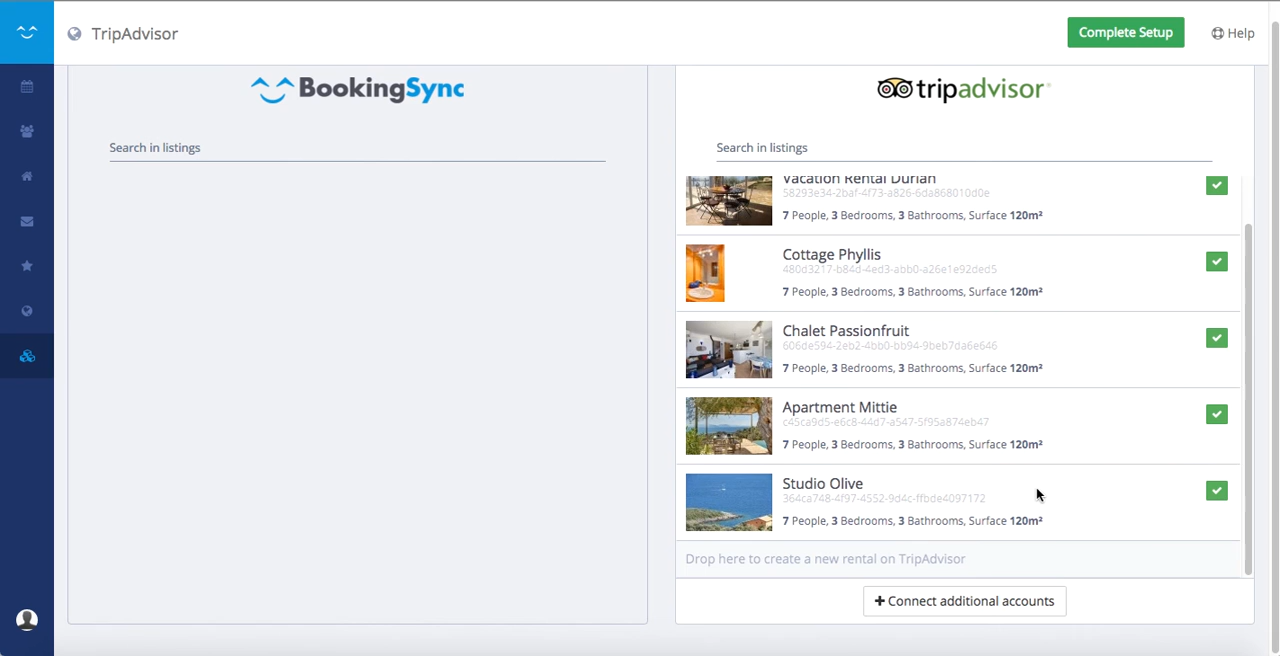 TripAdvisor
Complete Setup
Help
BookingSync
Search in listings
tripadvisor®
Search in listings
Vacation Rental Durian
58293e34-2baf-4f73-a826-6da868010d0e
7 People, 3 Bedrooms, 3 Bathrooms, Surface 120m²
Cottage Phyllis
480d3217-b84d-4ed3-abb0-a26e1e92ded5
7 People, 3 Bedrooms, 3 Bathrooms, Surface 120m²
Chalet Passionfruit
606de594-2eb2-4bb0-bb94-9beb7da6e646
7 People, 3 Bedrooms, 3 Bathrooms, Surface 120m²
Apartment Mittie
c45ca9d5-e6c8-44d7-a547-5f95a874eb47
7 People, 3 Bedrooms, 3 Bathrooms, Surface 120m²
Studio Olive
364ca748-4f97-4552-9d4c-ffbde4097172
7 People, 3 Bedrooms, 3 Bathrooms, Surface 120m²
Drop here to create a new rental on TripAdvisor
+ Connect additional accounts